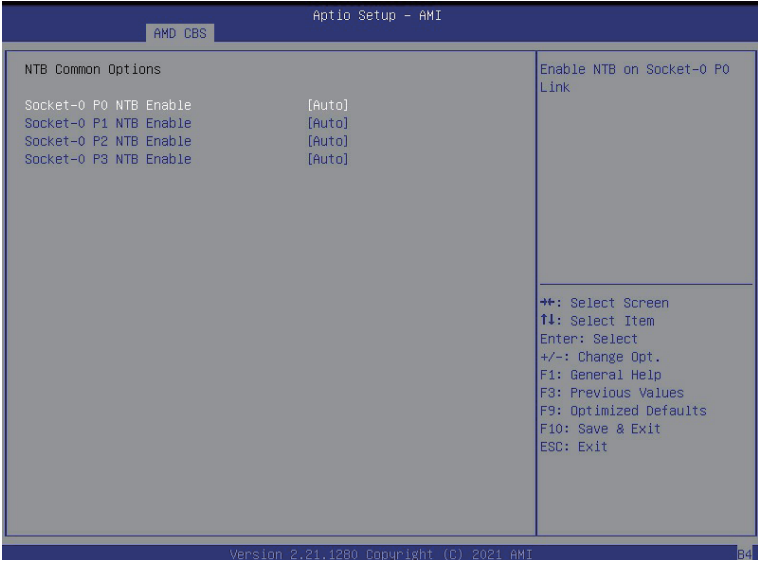 Aptio Setup – AMI
AMD CBS
NTB Common Options
Socket-0 P0 NTB Enable [Auto]
Socket-0 P1 NTB Enable [Auto]
Socket-0 P2 NTB Enable [Auto]
Socket-0 P3 NTB Enable [Auto]
Enable NTB on Socket-0 P0
Link
→←: Select Screen
↑↓: Select Item
Enter: Select
+/-: Change Opt.
F1: General Help
F3: Previous Values
F9: Optimized Defaults
F10: Save & Exit
ESC: Exit
Version 2.21.1280 Copyright (C) 2021 AMI
B4